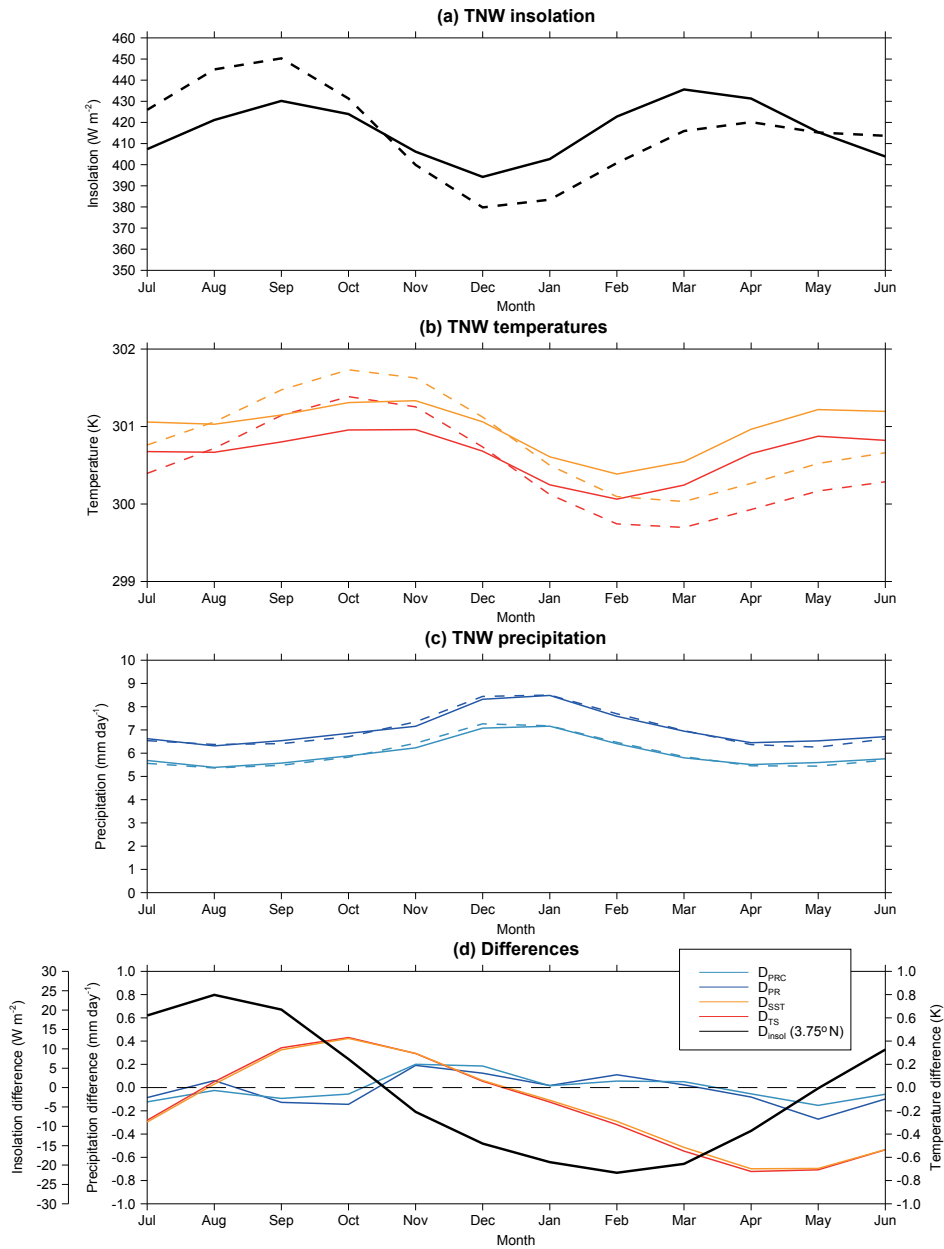 (a) TNW insolation
460
450
440
430
420
410
400
390
380
370
360
350
Insolation (W m⁻²)
Jul Aug Sep Oct Nov Dec Jan Feb Mar Apr May Jun
Month
(b) TNW temperatures
302
301
300
299
Temperature (K)
Jul Aug Sep Oct Nov Dec Jan Feb Mar Apr May Jun
Month
(c) TNW precipitation
10
9
8
7
6
5
4
3
2
1
0
Precipitation (mm day⁻¹)
Jul Aug Sep Oct Nov Dec Jan Feb Mar Apr May Jun
Month
(d) Differences
30
25
20
15
10
5
0
-5
-10
-15
-20
-25
-30
Insolation difference (W m⁻²)
1.0
0.8
0.6
0.4
0.2
0.0
-0.2
-0.4
-0.6
-0.8
-1.0
Precipitation difference (mm day⁻¹)
D_PRC
D_PR
D_SST
D_TS
D_insol (3.75° N)
1.0
0.8
0.6
0.4
0.2
0.0
-0.2
-0.4
-0.6
-0.8
-1.0
Temperature difference (K)
Jul Aug Sep Oct Nov Dec Jan Feb Mar Apr May Jun
Month